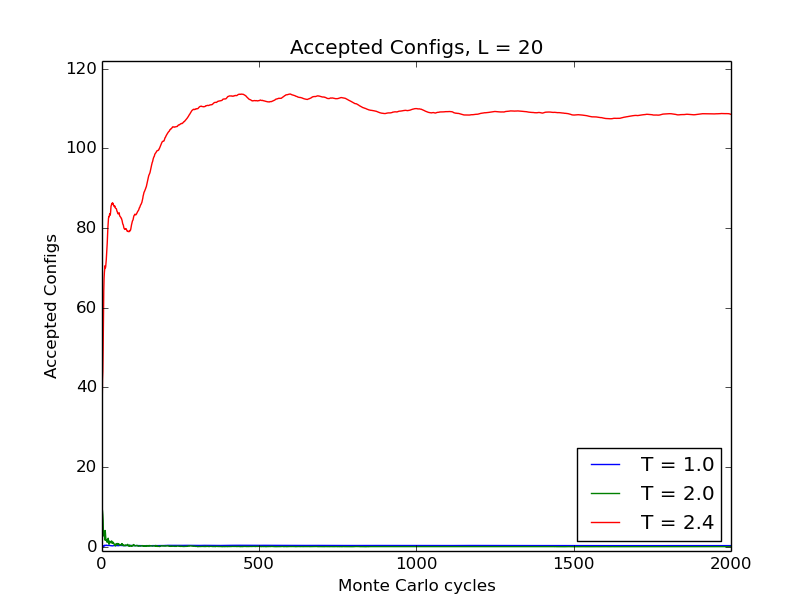 Accepted Configs, L = 20
120
100
80
60
40
20
0
Accepted Configs
0
500
1000
1500
2000
Monte Carlo cycles
T = 1.0
T = 2.0
T = 2.4